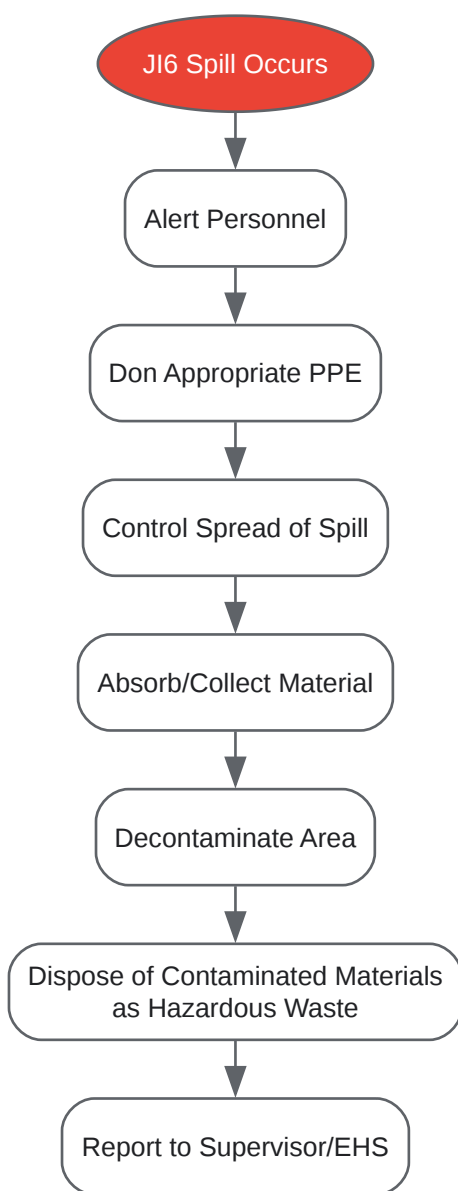 JI6 Spill Occurs
Alert Personnel
Don Appropriate PPE
Control Spread of Spill
Absorb/Collect Material
Decontaminate Area
Dispose of Contaminated Materials
as Hazardous Waste
Report to Supervisor/EHS